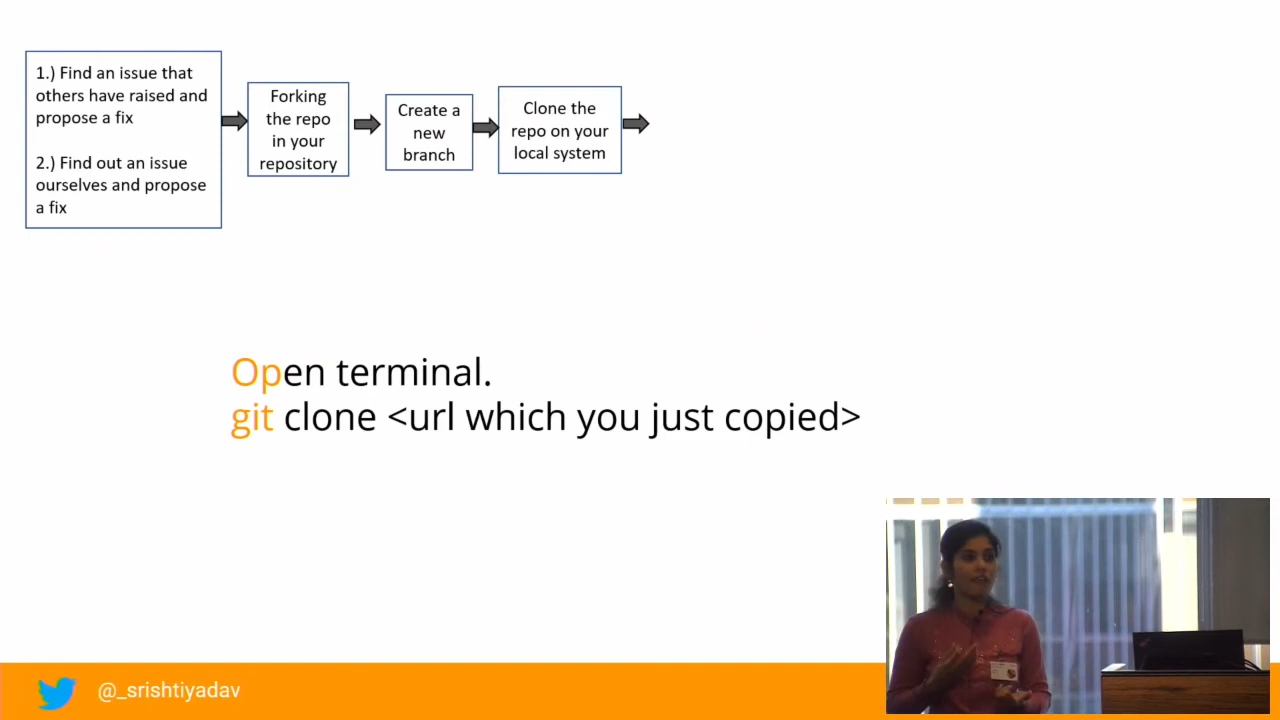 1.) Find an issue that
others have raised and
propose a fix
2.) Find out an issue
ourselves and propose
a fix
Forking
the repo
in your
repository
Create a
new
branch
Clone the
repo on your
local system
Open terminal.
git clone <url which you just copied>
@_srishtiyadav